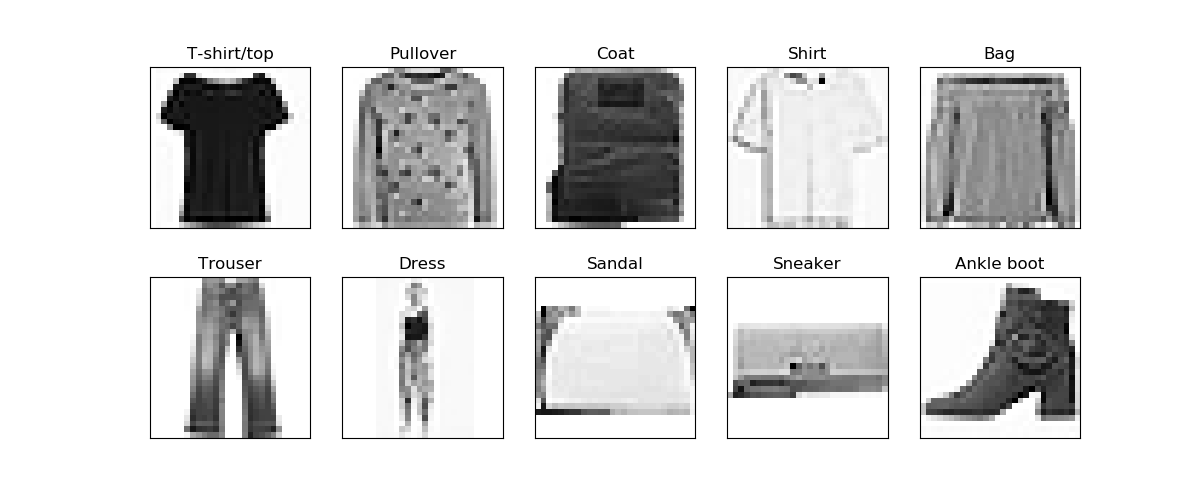 T-shirt/top Pullover Coat Shirt Bag
Trouser Dress Sandal Sneaker Ankle boot